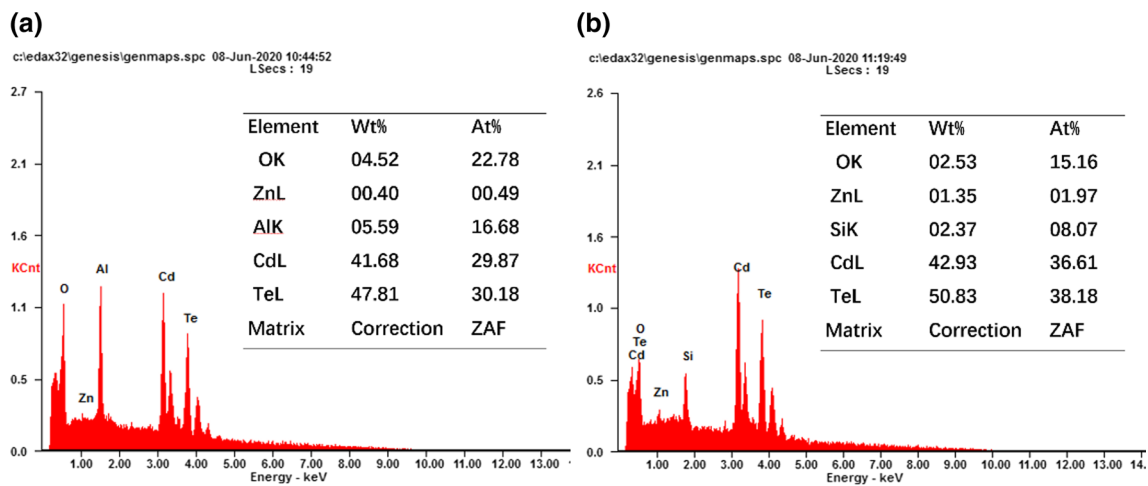 (a)
c:\edax32\genesis\genmaps.spc 08-Jun-2020 10:44:52
LSecs : 19
2.7
2.1
1.6
KCnt
1.1
0.5
0.0
O
Al
Cd
Te
Zn
Element Wt% At%
OK 04.52 22.78
ZnL 00.40 00.49
AlK 05.59 16.68
CdL 41.68 29.87
TeL 47.81 30.18
Matrix Correction ZAF
1.00 2.00 3.00 4.00 5.00 6.00 7.00 8.00 9.00 10.00 11.00 12.00 13.00
Energy - keV
(b)
c:\edax32\genesis\genmaps.spc 08-Jun-2020 11:19:49
LSecs : 19
2.6
2.1
1.6
KCnt
1.0
0.5
0.0
O
Te
Cd
Zn
Si
Cd
Te
Element Wt% At%
OK 02.53 15.16
ZnL 01.35 01.97
SiK 02.37 08.07
CdL 42.93 36.61
TeL 50.83 38.18
Matrix Correction ZAF
1.00 2.00 3.00 4.00 5.00 6.00 7.00 8.00 9.00 10.00 11.00 12.00 13.00 14.
Energy - keV